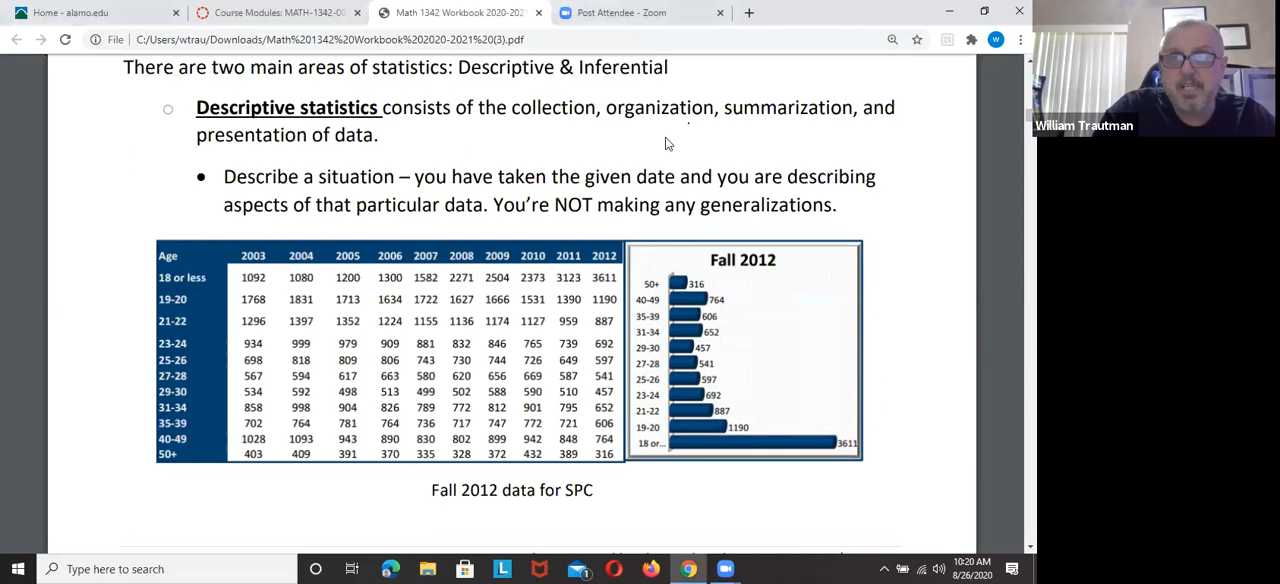 Home - alamo.edu
Course Modules: MATH-1342-00
Math 1342 Workbook 2020-202
Post Attendee - Zoom
File C:/Users/wtrau/Downloads/Math%201342%20Workbook%202020-2021%20(3).pdf
There are two main areas of statistics: Descriptive & Inferential
Descriptive statistics consists of the collection, organization, summarization, and
presentation of data.
Describe a situation – you have taken the given date and you are describing
aspects of that particular data. You're NOT making any generalizations.
Age 2003 2004 2005 2006 2007 2008 2009 2010 2011 2012
18 or less 1092 1080 1200 1300 1582 2271 2504 2373 3123 3611
19-20 1768 1831 1713 1634 1722 1627 1666 1531 1390 1190
21-22 1296 1397 1352 1224 1155 1136 1174 1127 959 887
23-24 934 999 979 909 881 832 846 765 739 692
25-26 698 818 809 806 743 730 744 726 649 597
27-28 567 594 617 663 580 620 656 669 587 541
29-30 534 592 498 513 499 502 588 590 510 457
31-34 858 998 904 826 789 772 812 901 795 652
35-39 702 764 781 764 736 717 747 772 721 606
40-49 1028 1093 943 890 830 802 899 942 848 764
50+ 403 409 391 370 335 328 372 432 389 316
Fall 2012
50+ 316
40-49 764
35-39 606
31-34 652
29-30 457
27-28 541
25-26 597
23-24 692
21-22 887
19-20 1190
18 or... 3611
Fall 2012 data for SPC
William Trautman
W
Type here to search
L
1
10:20 AM
8/26/2020